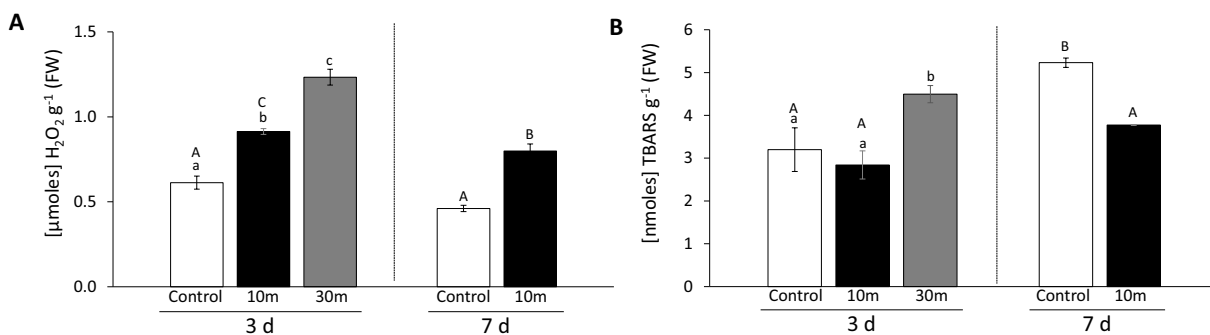 A
[μmoles] H₂O₂ g⁻¹ (FW)
1.5
1.0
0.5
0.0
A
a
C
b
c
A
B
Control 10m 30m Control 10m
3 d 7 d
B
[nmoles] TBARS g⁻¹ (FW)
6
5
4
3
2
1
0
A
a
A
a
b
B
A
Control 10m 30m Control 10m
3 d 7 d